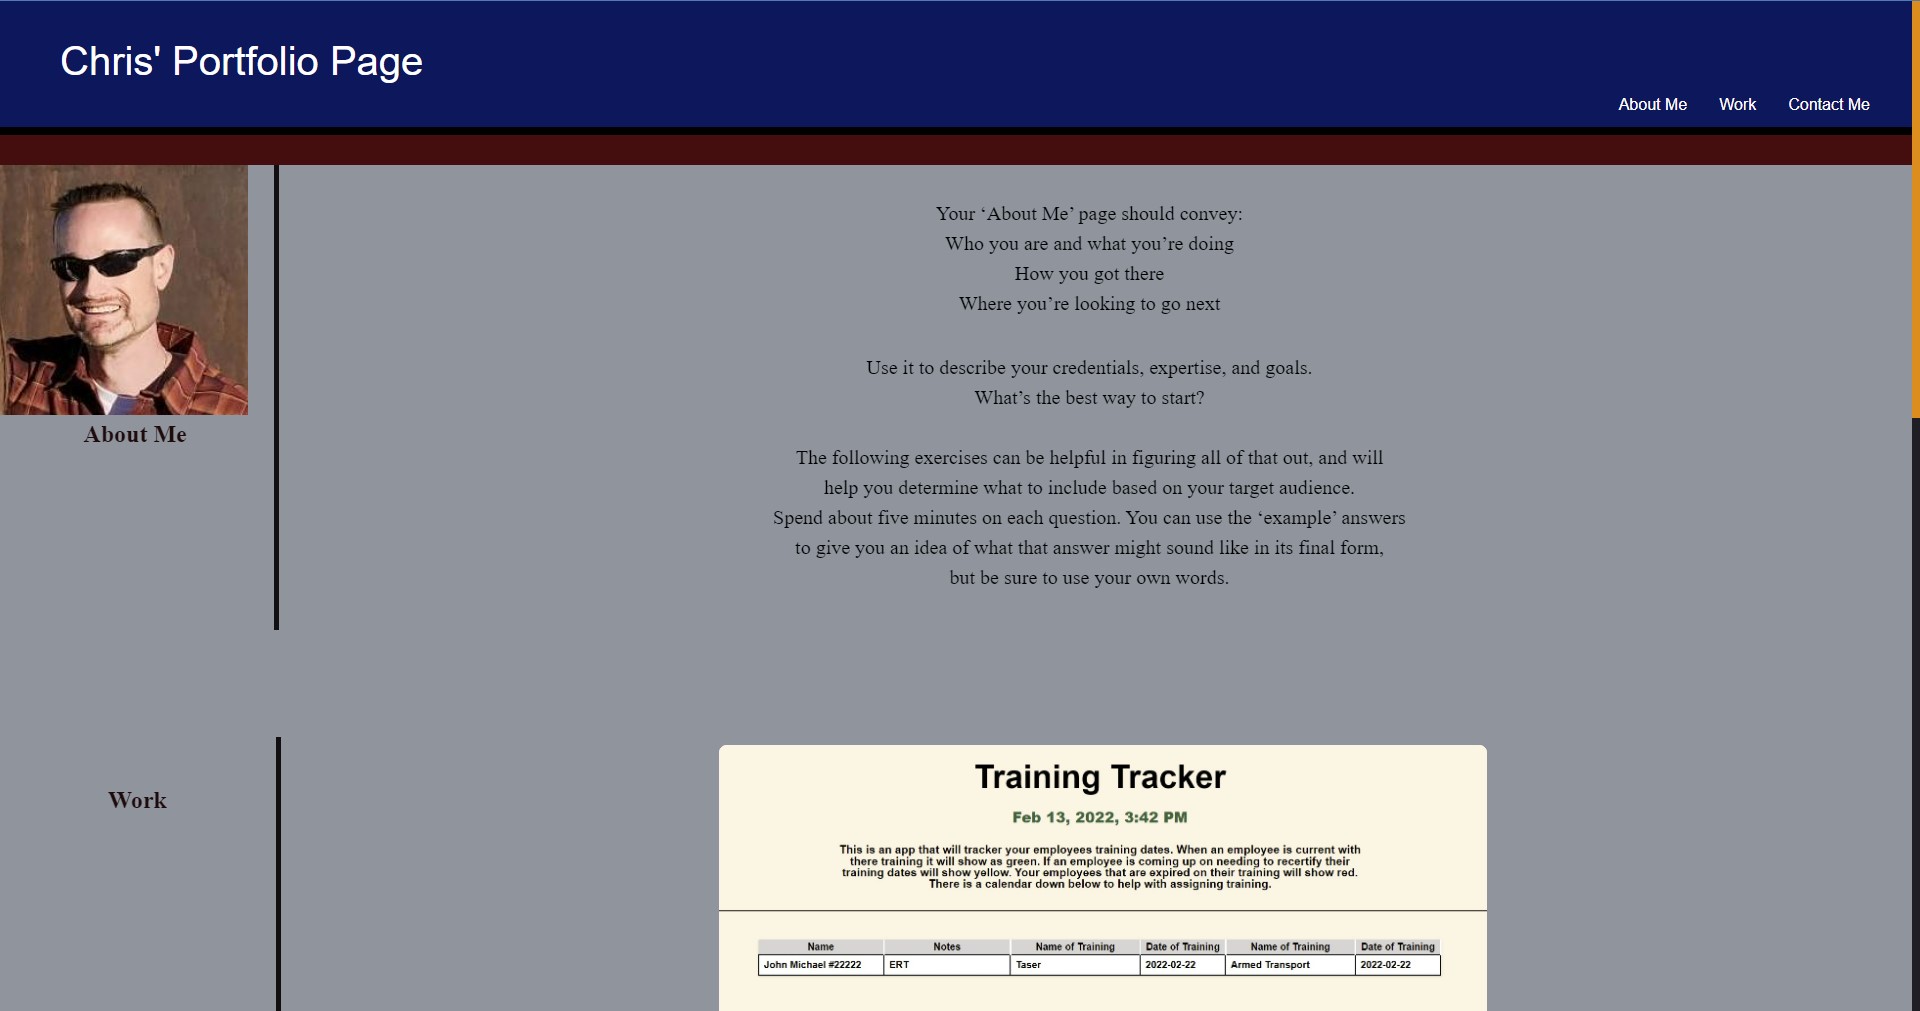 Chris' Portfolio Page
About Me
Work
Contact Me
Your ‘About Me’ page should convey:
Who you are and what you’re doing
How you got there
Where you’re looking to go next
Use it to describe your credentials, expertise, and goals.
What’s the best way to start?
The following exercises can be helpful in figuring all of that out, and will
help you determine what to include based on your target audience.
Spend about five minutes on each question. You can use the ‘example’ answers
to give you an idea of what that answer might sound like in its final form,
but be sure to use your own words.
About Me
Work
Training Tracker
Feb 13, 2022, 3:42 PM
This is an app that will tracker your employees training dates. When an employee is current with
there training it will show as green. If an employee is coming up on needing to recertify their
training dates will show yellow. Your employees that are expired on their training will show red.
There is a calendar down below to help with assigning training.
Name Notes Name of Training Date of Training Name of Training Date of Training
John Michael #22222 ERT Taser 2022-02-22 Armed Transport 2022-02-22